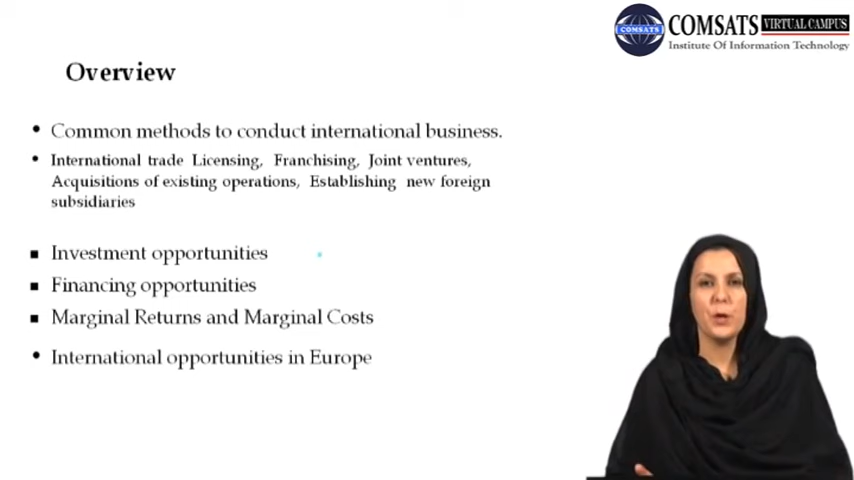 COMSATS
COMSATS VIRTUAL CAMPUS
Institute Of Information Technology
Overview
• Common methods to conduct international business.
• International trade Licensing, Franchising, Joint ventures,
Acquisitions of existing operations, Establishing new foreign
subsidiaries
▪ Investment opportunities
▪ Financing opportunities
▪ Marginal Returns and Marginal Costs
• International opportunities in Europe